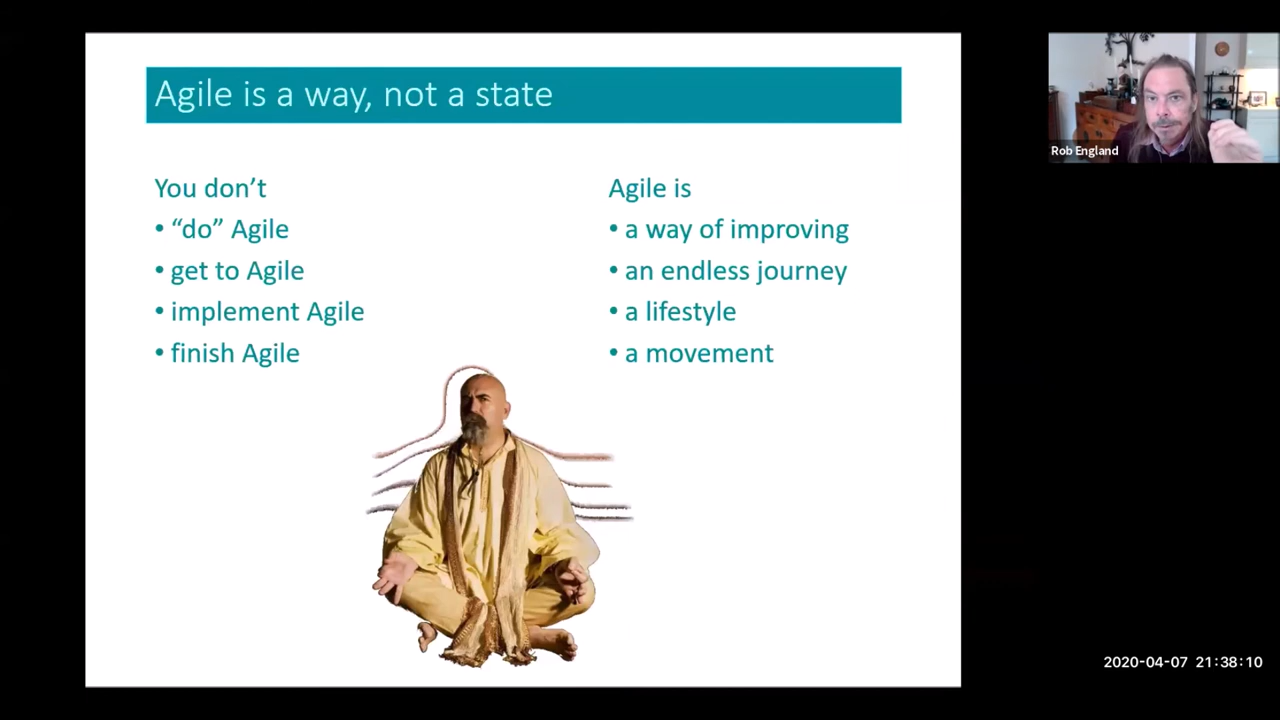 Agile is a way, not a state
You don’t
• “do” Agile
• get to Agile
• implement Agile
• finish Agile
Agile is
• a way of improving
• an endless journey
• a lifestyle
• a movement
Rob England
2020-04-07 21:38:10